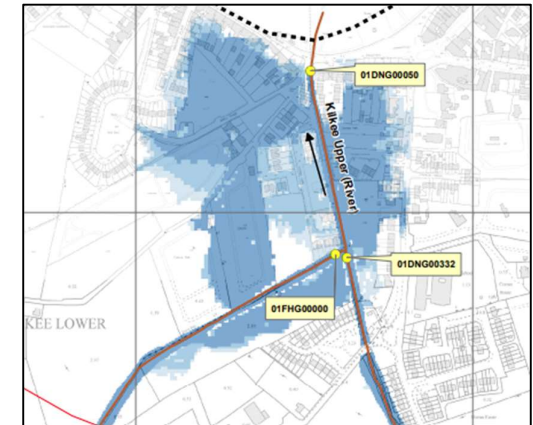 01DNG00050
Kilkee Upper (River)
01DNG00332
01FHG00000
KEE LOWER